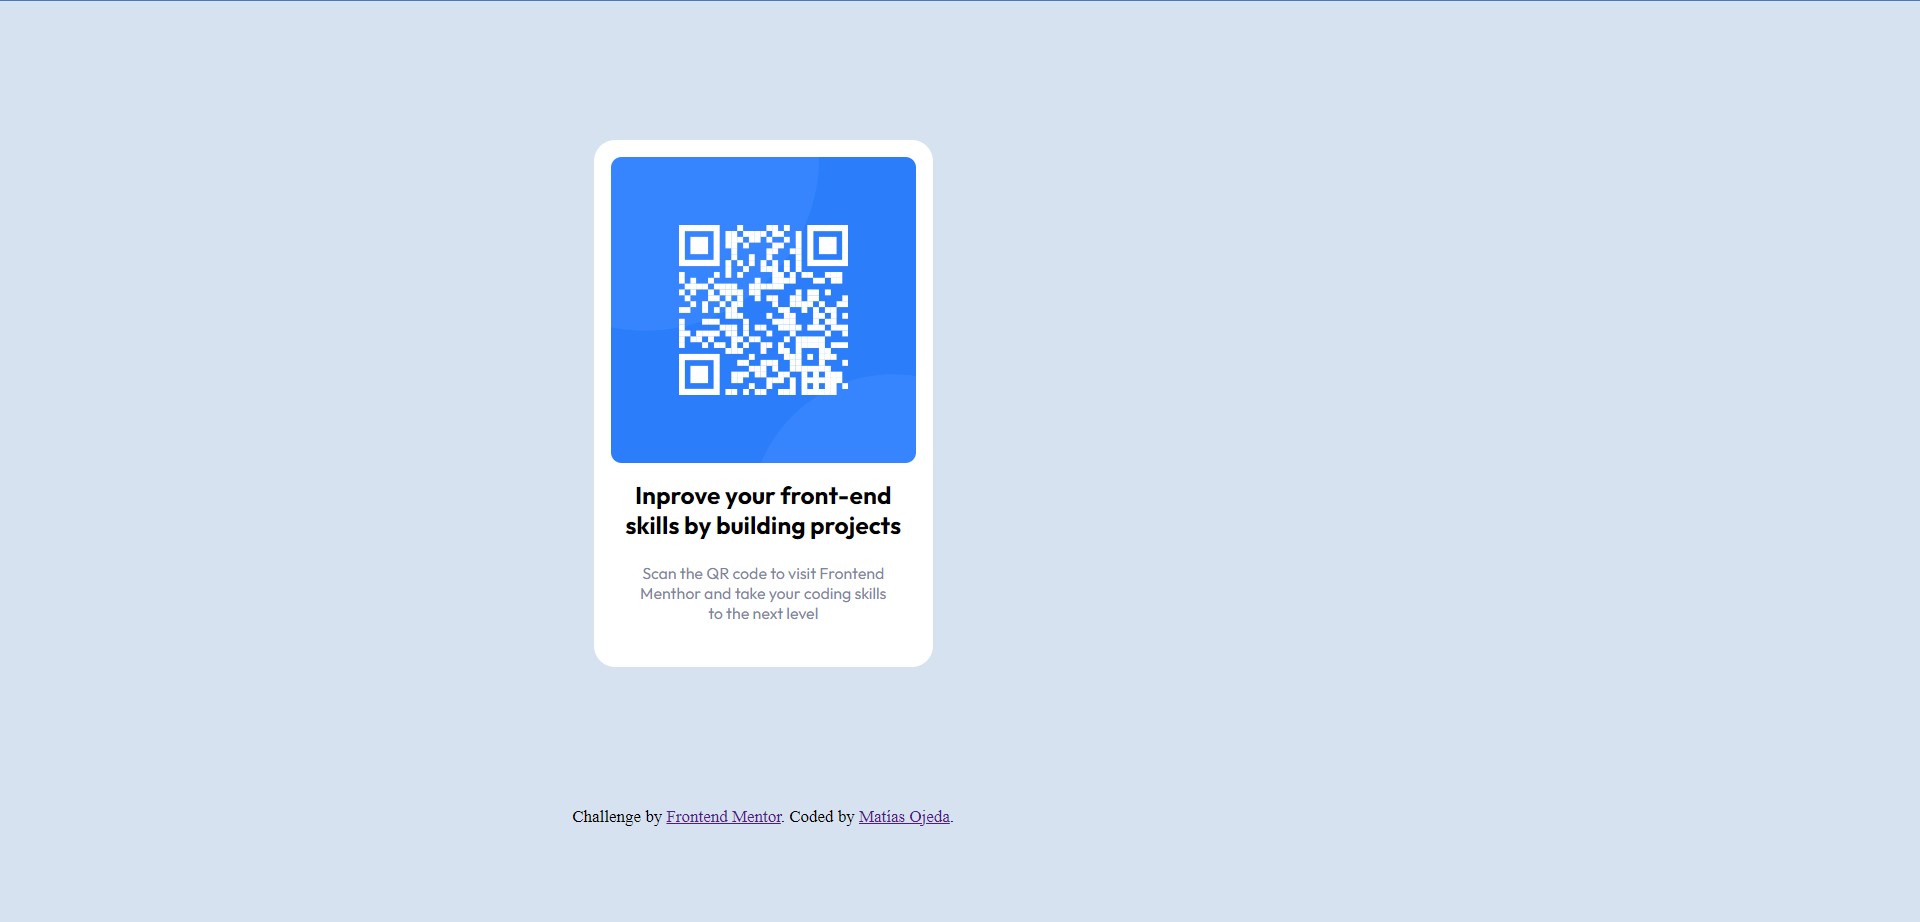 Inprove your front-end
skills by building projects
Scan the QR code to visit Frontend
Menthor and take your coding skills
to the next level
Challenge by Frontend Mentor. Coded by Matías Ojeda.